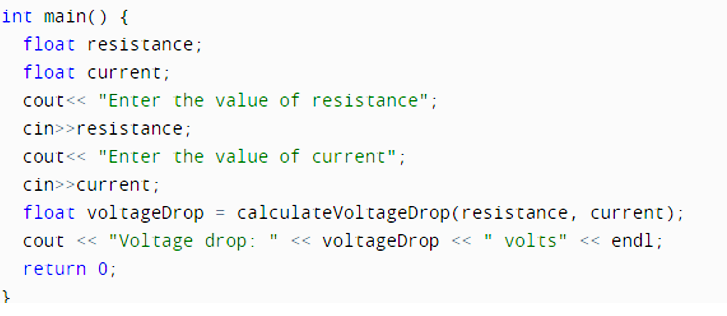 int main() {
float resistance;
float current;
cout<< "Enter the value of resistance";
cin>>resistance;
cout<< "Enter the value of current";
cin>>current;
float voltageDrop = calculateVoltageDrop(resistance, current);
cout << "Voltage drop: " << voltageDrop << " volts" << endl;
return 0;
}